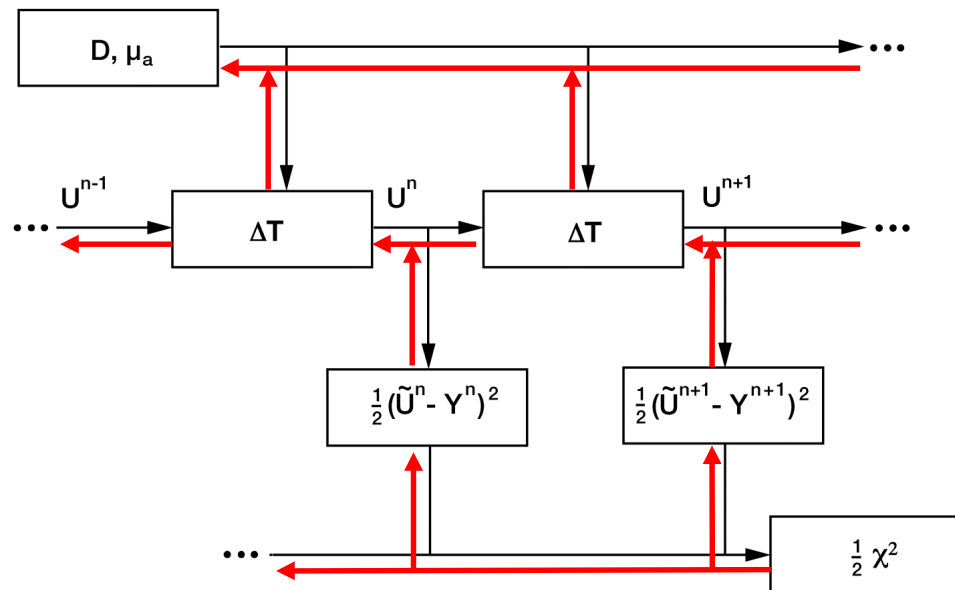 D, μₐ
•••
Uⁿ⁻¹
Uⁿ
Uⁿ⁺¹
•••
ΔT
ΔT
•••
½(Ũⁿ - Yⁿ)²
½(Ũⁿ⁺¹ - Yⁿ⁺¹)²
•••
½ χ²